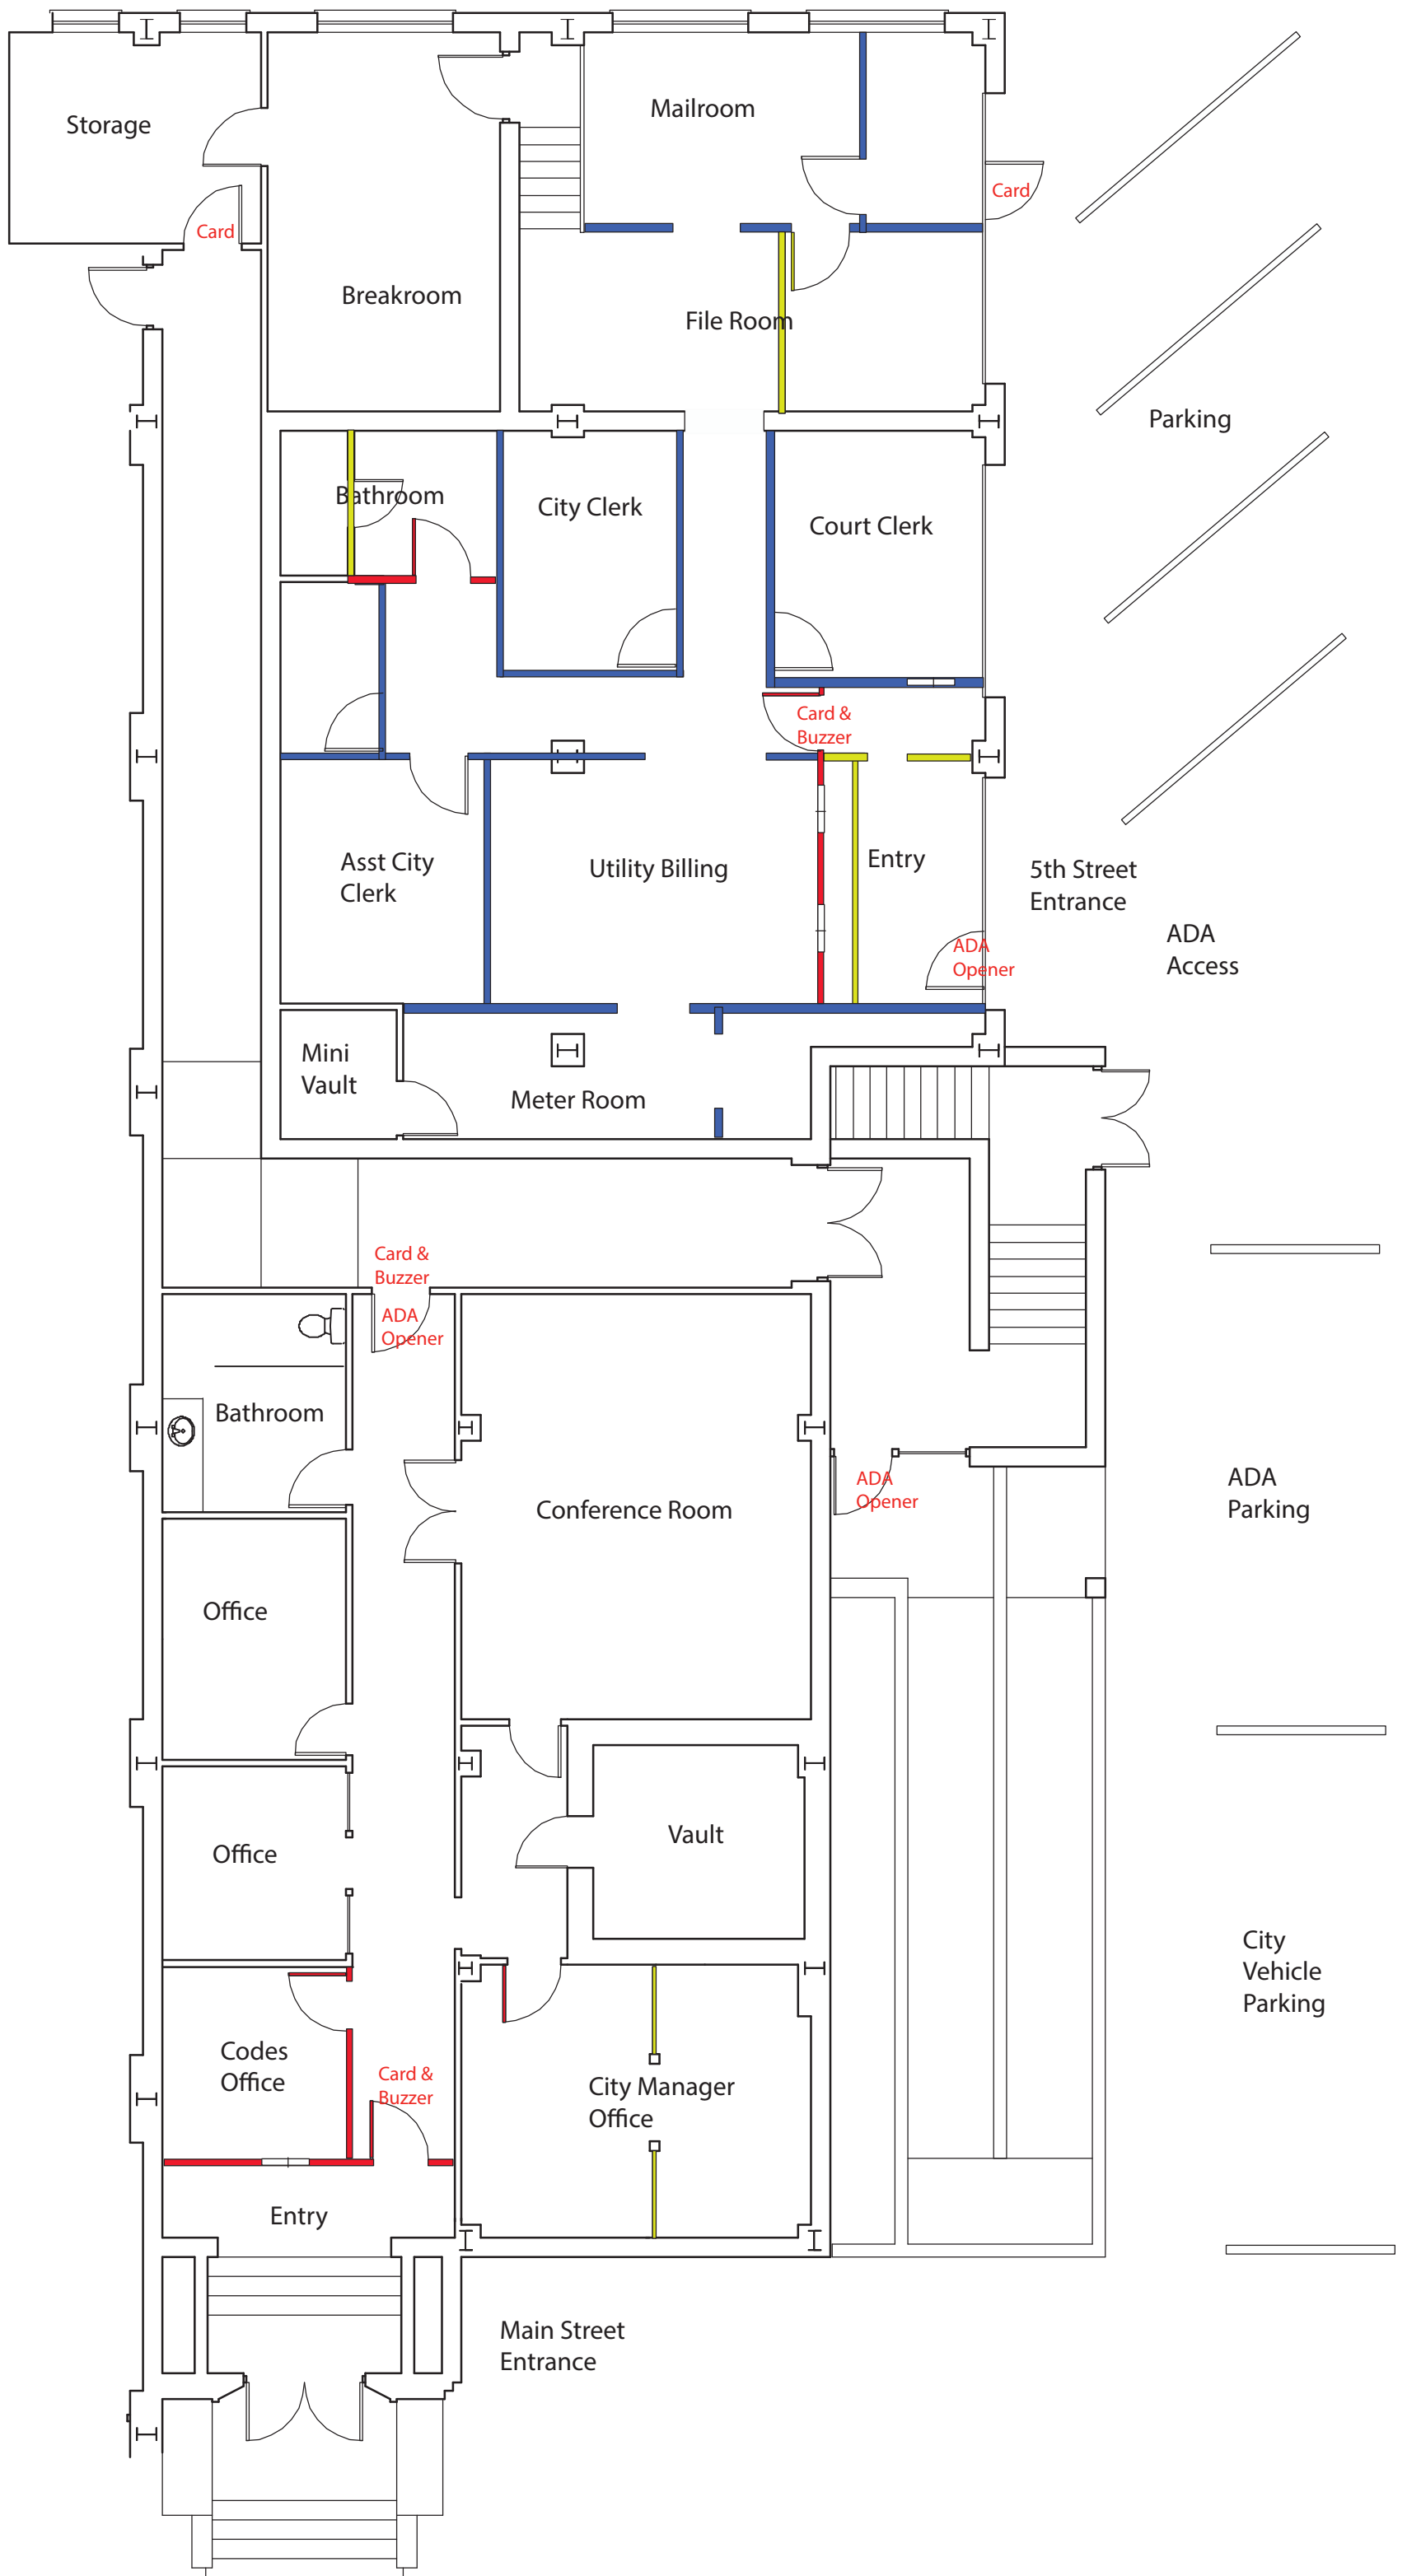 Storage
Mailroom
Card
Card
Breakroom
File Room
Parking
Bathroom
City Clerk
Court Clerk
Card &
Buzzer
Asst City
Clerk
Utility Billing
Entry
5th Street
Entrance
ADA
Opener
ADA
Access
Mini
Vault
Meter Room
Card &
Buzzer
ADA
Opener
Bathroom
Conference Room
ADA
Opener
ADA
Parking
Office
Office
Vault
City
Vehicle
Parking
Codes
Office
Card &
Buzzer
City Manager
Office
Entry
Main Street
Entrance